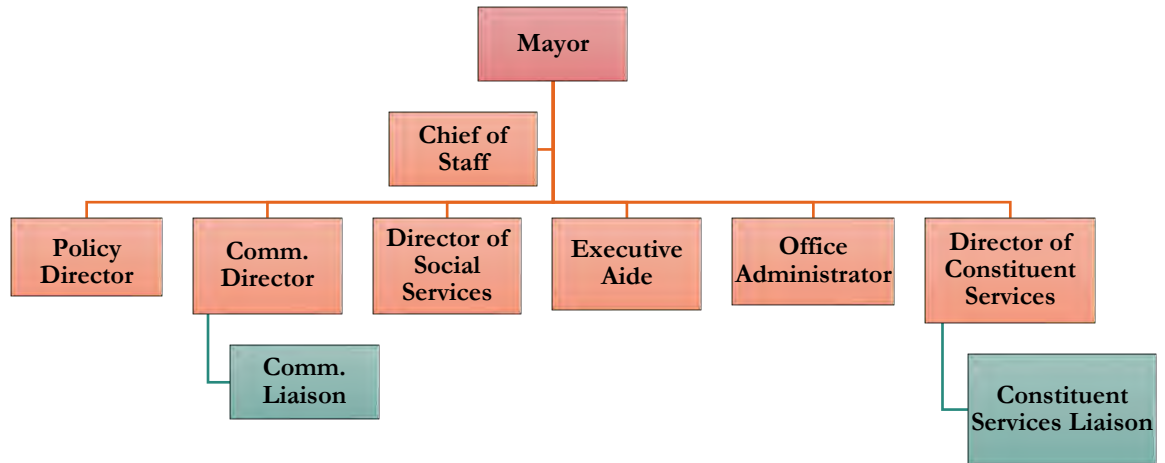 Mayor
Chief of
Staff
Policy
Director
Comm.
Director
Director of
Social
Services
Executive
Aide
Office
Administrator
Director of
Constituent
Services
Comm.
Liaison
Constituent
Services Liaison